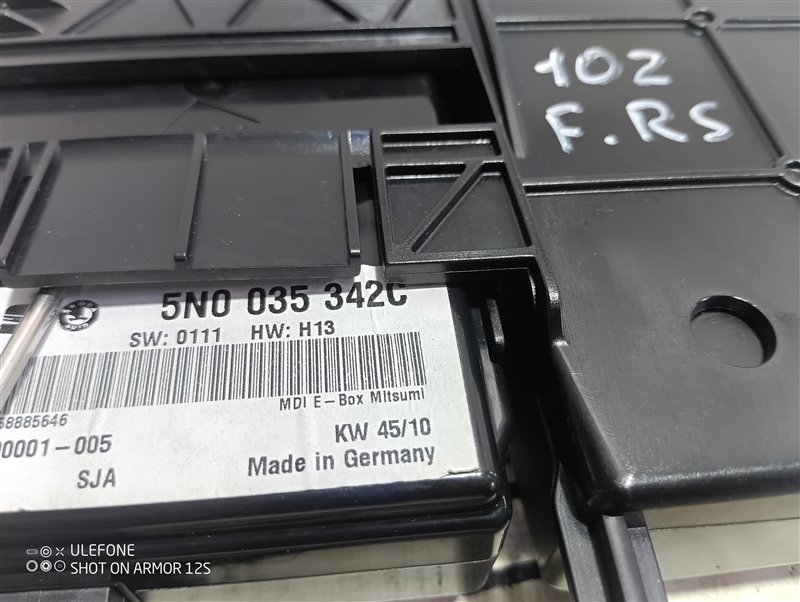 102
F.RS
5N0 035 342C
SW: 0111 HW: H13
MDI E-Box Mitsumi
58885646
00001-005
KW 45/10
SJA
Made in Germany
ULEFONE
SHOT ON ARMOR 12S